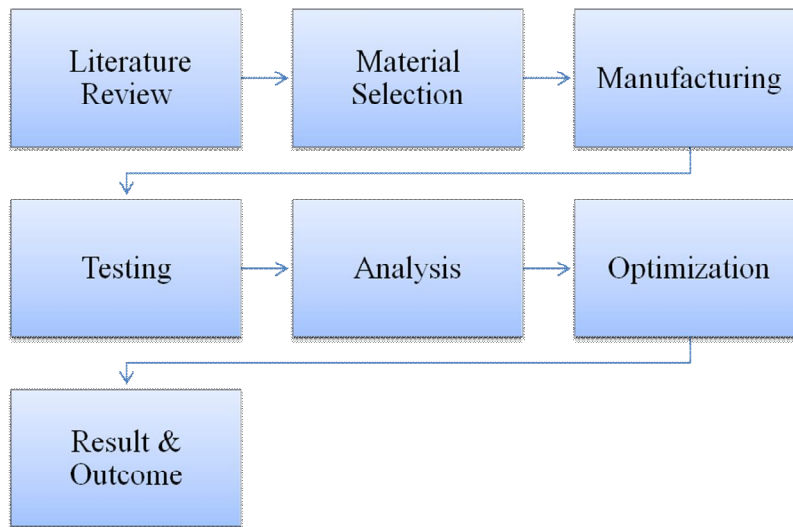 Literature
Review
Material
Selection
Manufacturing
Testing
Analysis
Optimization
Result &
Outcome